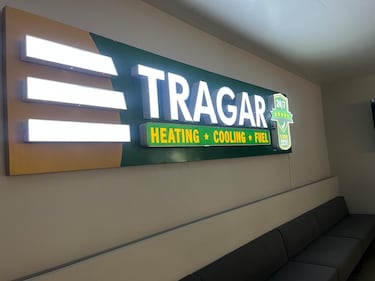 TRAGAR
HEATING ★ COOLING ★ FUEL
24/7